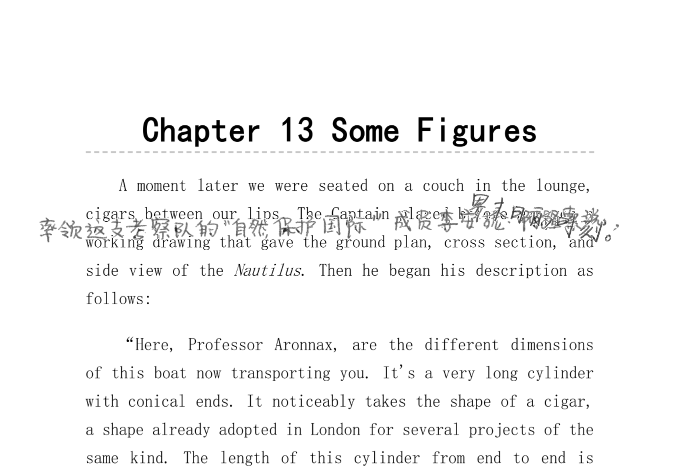 Chapter 13 Some Figures
A moment later we were seated on a couch in the lounge,
cigars between our lips. The Captain placed before me a
率领这支考察队的“自然保护国际”成员李安
working drawing that gave the ground plan, cross section, and
side view of the Nautilus. Then he began his description as
follows:
“Here, Professor Aronnax, are the different dimensions
of this boat now transporting you. It's a very long cylinder
with conical ends. It noticeably takes the shape of a cigar,
a shape already adopted in London for several projects of the
same kind. The length of this cylinder from end to end is